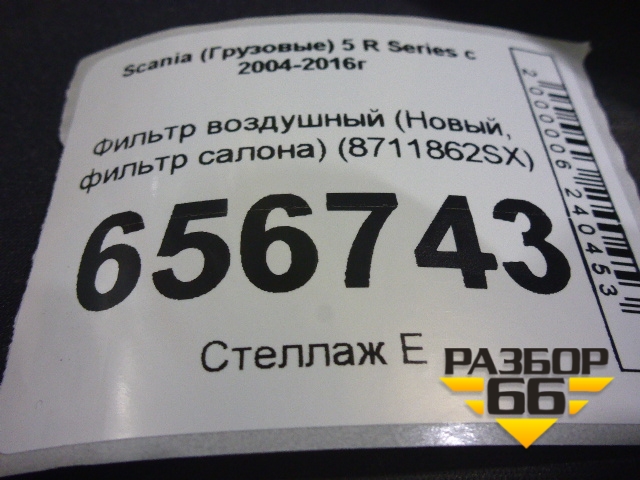 Scania (Грузовые) 5 R Series с
2004-2016г
Фильтр воздушный (Новый,
фильтр салона) (8711862SX)
656743
Стеллаж Е
2000006240453
РАЗБОР
66